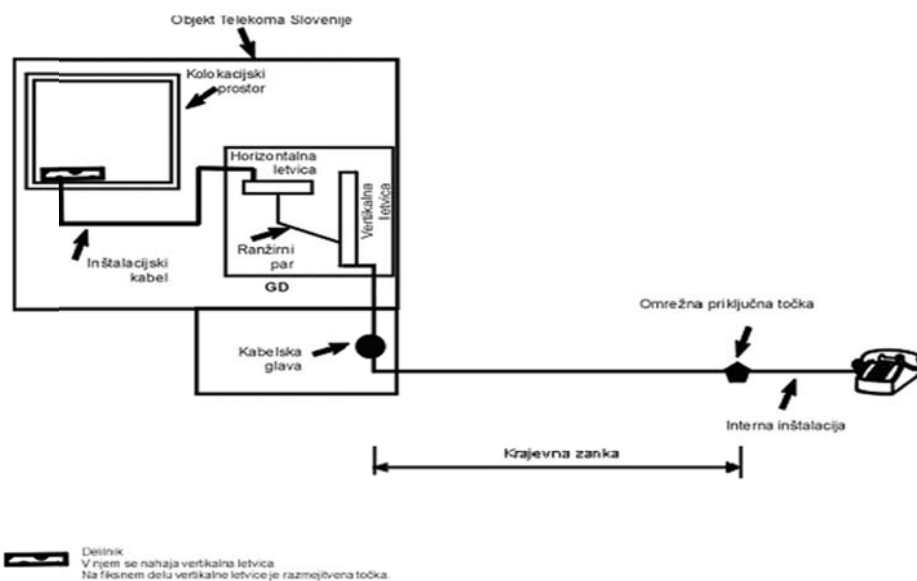 Objekt Telekoma Slovenije
Kolokacijski
prostor
Horizontalna
letvica
Vertikalna
letvica
Ranžirni
par
Inštalacijski
kabel
GD
Omrežna priključna točka
Kabelska
glava
Interna inštalacija
Krajevna zanka
Delilnik
V njem se nahaja vertikalna letvica
Na fiksnem delu vertikalne letvice je razmejitvena točka.